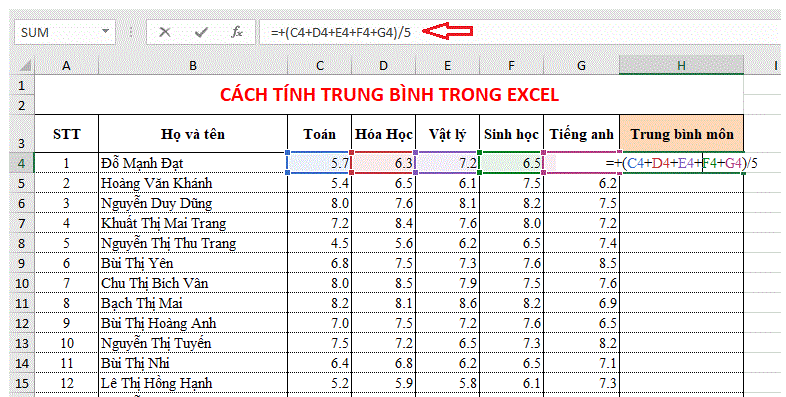 SUM =+(C4+D4+E4+F4+G4)/5
A B C D E F G H I
1
CÁCH TÍNH TRUNG BÌNH TRONG EXCEL
2
3 STT Họ và tên Toán Hóa Học Vật lý Sinh học Tiếng anh Trung bình môn
4 1 Đỗ Mạnh Đạt 5.7 6.3 7.2 6.5 =+(C4+D4+E4+F4+G4)/5
5 2 Hoàng Văn Khánh 5.4 6.5 6.1 7.5 6.2
6 3 Nguyễn Duy Dũng 8.0 7.6 8.1 8.2 7.5
7 4 Khuất Thị Mai Trang 7.2 8.4 7.6 8.0 7.2
8 5 Nguyễn Thị Thu Trang 4.5 5.6 6.2 6.5 7.4
9 6 Bùi Thị Yên 6.8 7.5 7.3 7.6 8.5
10 7 Chu Thị Bich Vân 8.0 8.5 7.9 7.5 7.6
11 8 Bạch Thị Mai 8.2 8.1 8.6 8.2 6.9
12 9 Bùi Thị Hoàng Anh 7.0 7.5 7.2 7.6 6.5
13 10 Nguyễn Thị Tuyến 7.5 7.2 6.5 7.3 8.2
14 11 Bùi Thị Nhi 6.4 6.8 6.2 6.5 7.1
15 12 Lê Thị Hồng Hạnh 5.2 5.9 5.8 6.1 7.3